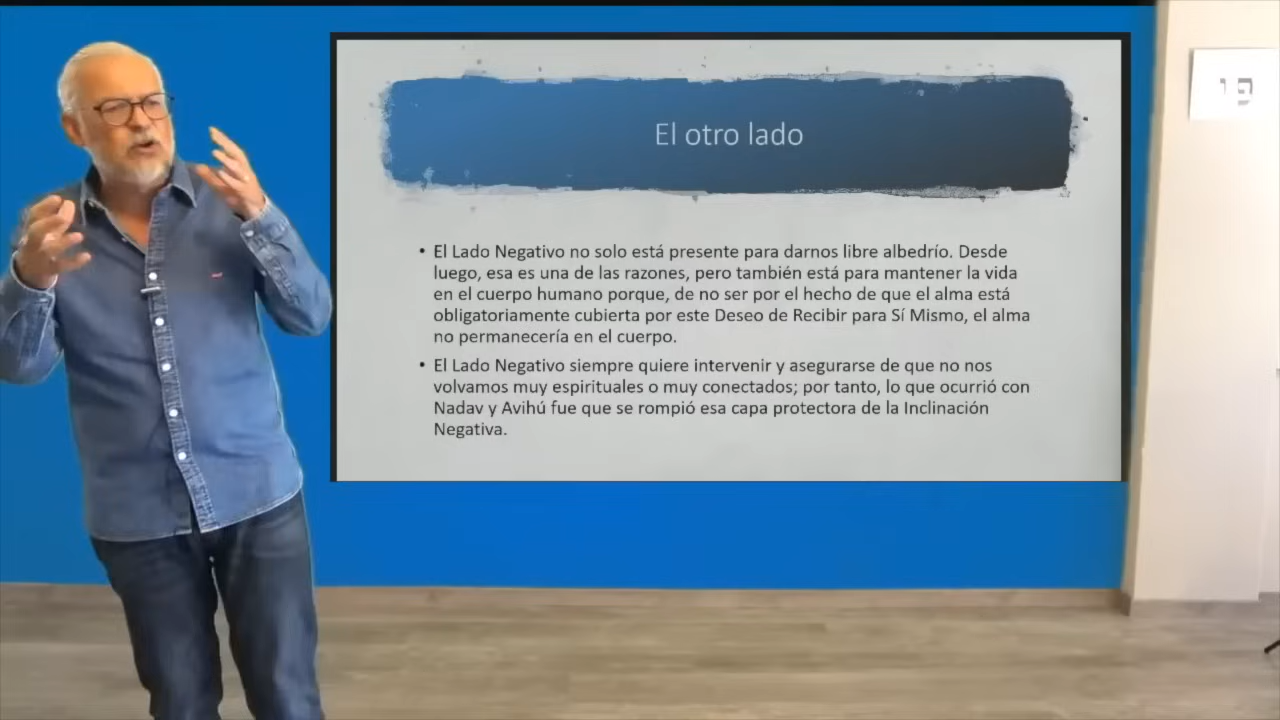 El otro lado
• El Lado Negativo no solo está presente para darnos libre albedrío. Desde
luego, esa es una de las razones, pero también está para mantener la vida
en el cuerpo humano porque, de no ser por el hecho de que el alma está
obligatoriamente cubierta por este Deseo de Recibir para Sí Mismo, el alma
no permanecería en el cuerpo.
• El Lado Negativo siempre quiere intervenir y asegurarse de que no nos
volvamos muy espirituales o muy conectados; por tanto, lo que ocurrió con
Nadav y Avihú fue que se rompió esa capa protectora de la Inclinación
Negativa.